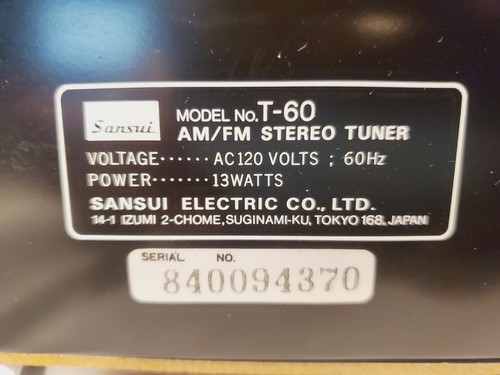 Sansui
MODEL No. T-60
AM/FM STEREO TUNER
VOLTAGE······AC120 VOLTS ; 60Hz
POWER·······13WATTS
SANSUI ELECTRIC CO., LTD.
14-1 IZUMI 2-CHOME, SUGINAMI-KU, TOKYO 168, JAPAN
SERIAL NO.
840094370